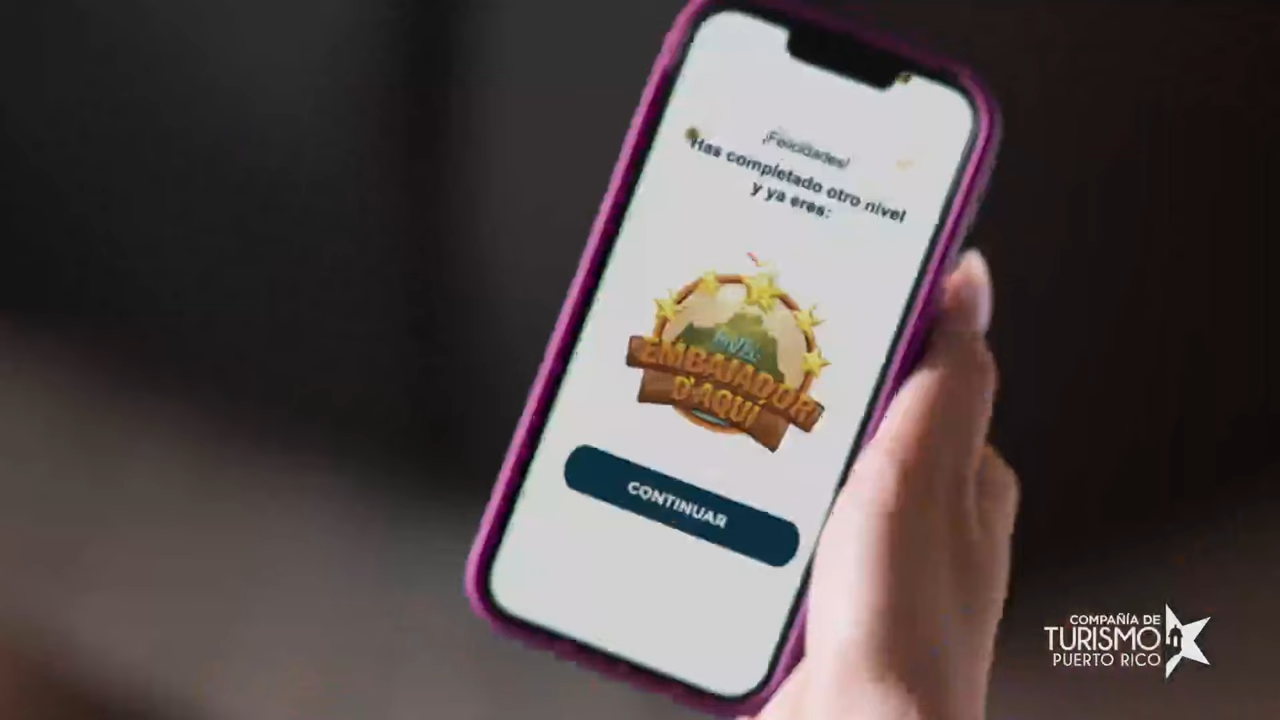 ¡Felicidades!
Has completado otro nivel
y ya eres:
NIVEL
EMBAJADOR
D'AQUÍ
CONTINUAR
COMPAÑÍA DE
TURISMO
PUERTO RICO